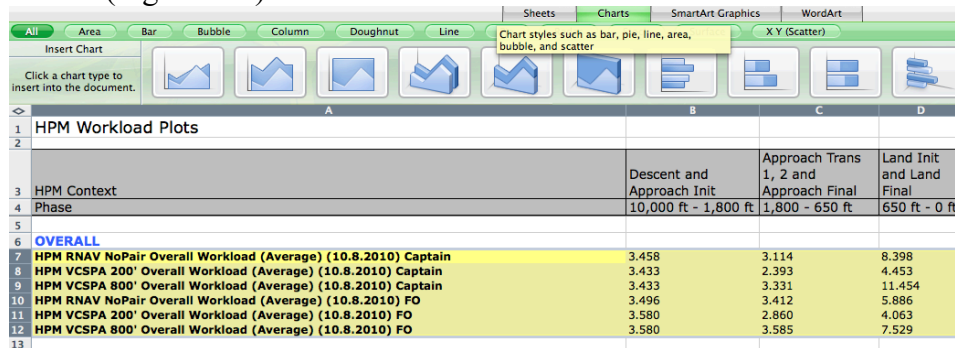 Sheets Charts SmartArt Graphics WordArt
All Area Bar Bubble Column Doughnut Line X Y (Scatter)
Chart styles such as bar, pie, line, area,
bubble, and scatter
Insert Chart
Click a chart type to
insert into the document.
A B C D
1 HPM Workload Plots
2
Approach Trans Land Init
Descent and 1, 2 and and Land
3 HPM Context Approach Init Approach Final Final
4 Phase 10,000 ft - 1,800 ft 1,800 - 650 ft 650 ft - 0 ft
5
6 OVERALL
7 HPM RNAV NoPair Overall Workload (Average) (10.8.2010) Captain 3.458 3.114 8.398
8 HPM VCSPA 200' Overall Workload (Average) (10.8.2010) Captain 3.433 2.393 4.453
9 HPM VCSPA 800' Overall Workload (Average) (10.8.2010) Captain 3.433 3.331 11.454
10 HPM RNAV NoPair Overall Workload (Average) (10.8.2010) FO 3.496 3.412 5.886
11 HPM VCSPA 200' Overall Workload (Average) (10.8.2010) FO 3.580 2.860 4.063
12 HPM VCSPA 800' Overall Workload (Average) (10.8.2010) FO 3.580 3.585 7.529
13